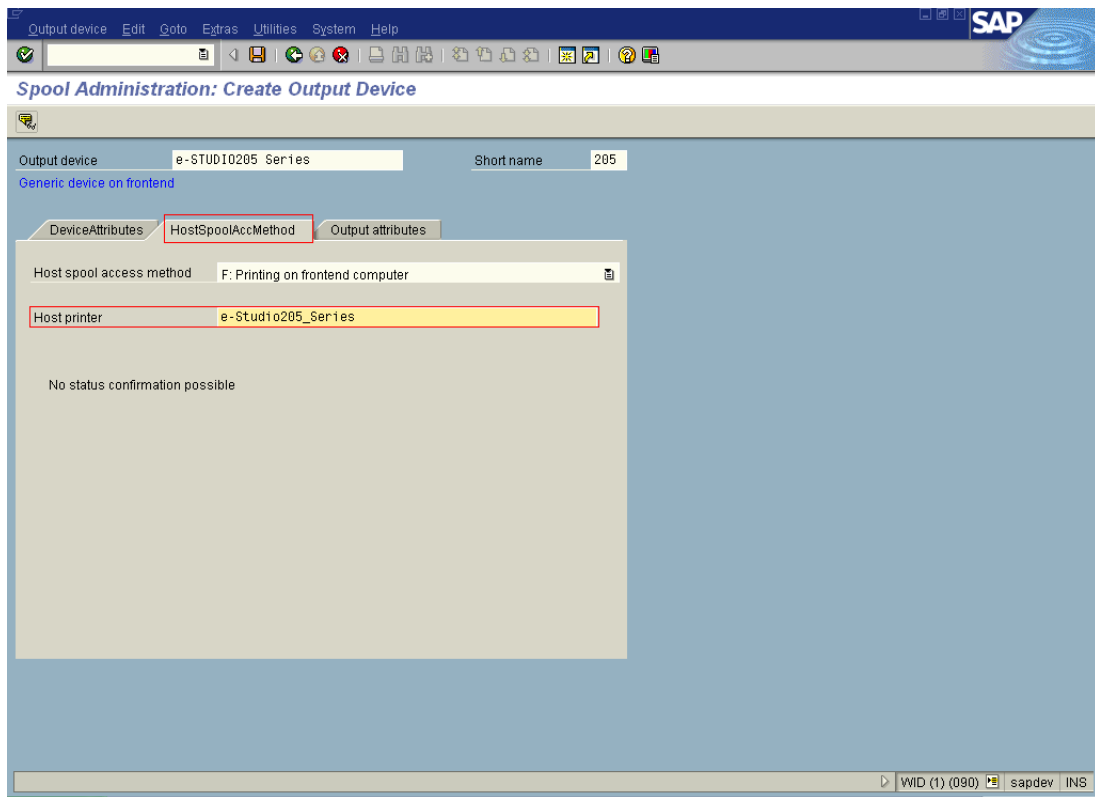 Output device Edit Goto Extras Utilities System Help
SAP
Spool Administration: Create Output Device
Output device e-STUDIO205 Series Short name 205
Generic device on frontend
DeviceAttributes HostSpoolAccMethod Output attributes
Host spool access method F: Printing on frontend computer
Host printer e-Studio205_Series
No status confirmation possible
WID (1) (090) sapdev INS